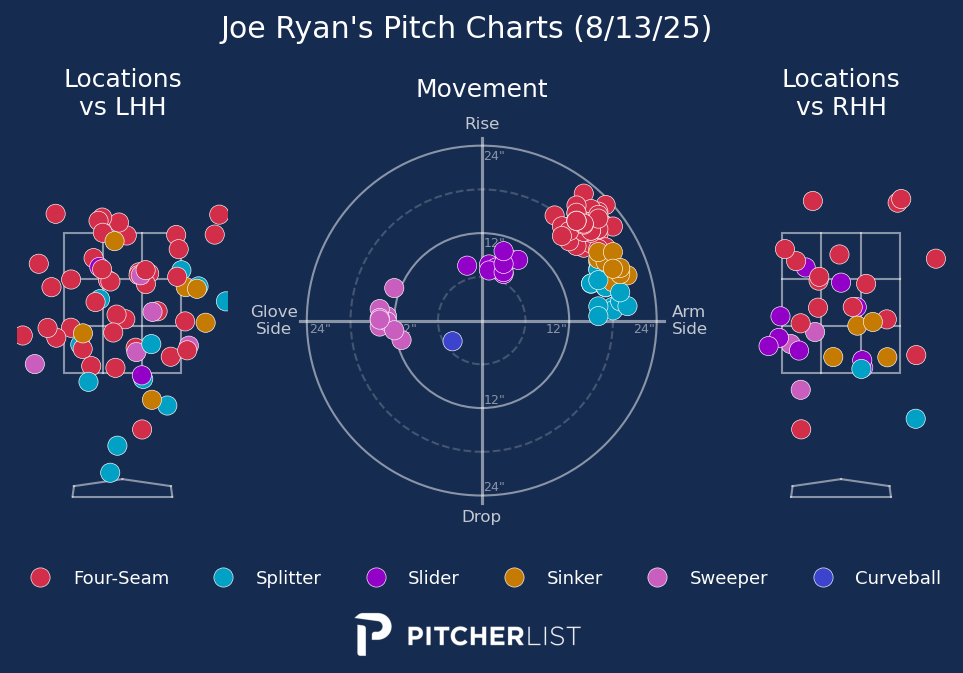 Joe Ryan's Pitch Charts (8/13/25)
Locations
vs LHH
Movement
Locations
vs RHH
Rise
24"
12"
Glove
Side
24"
2"
12"
24"
Arm
Side
12"
24"
Drop
Four-Seam
Splitter
Slider
Sinker
Sweeper
Curveball
PITCHERLIST